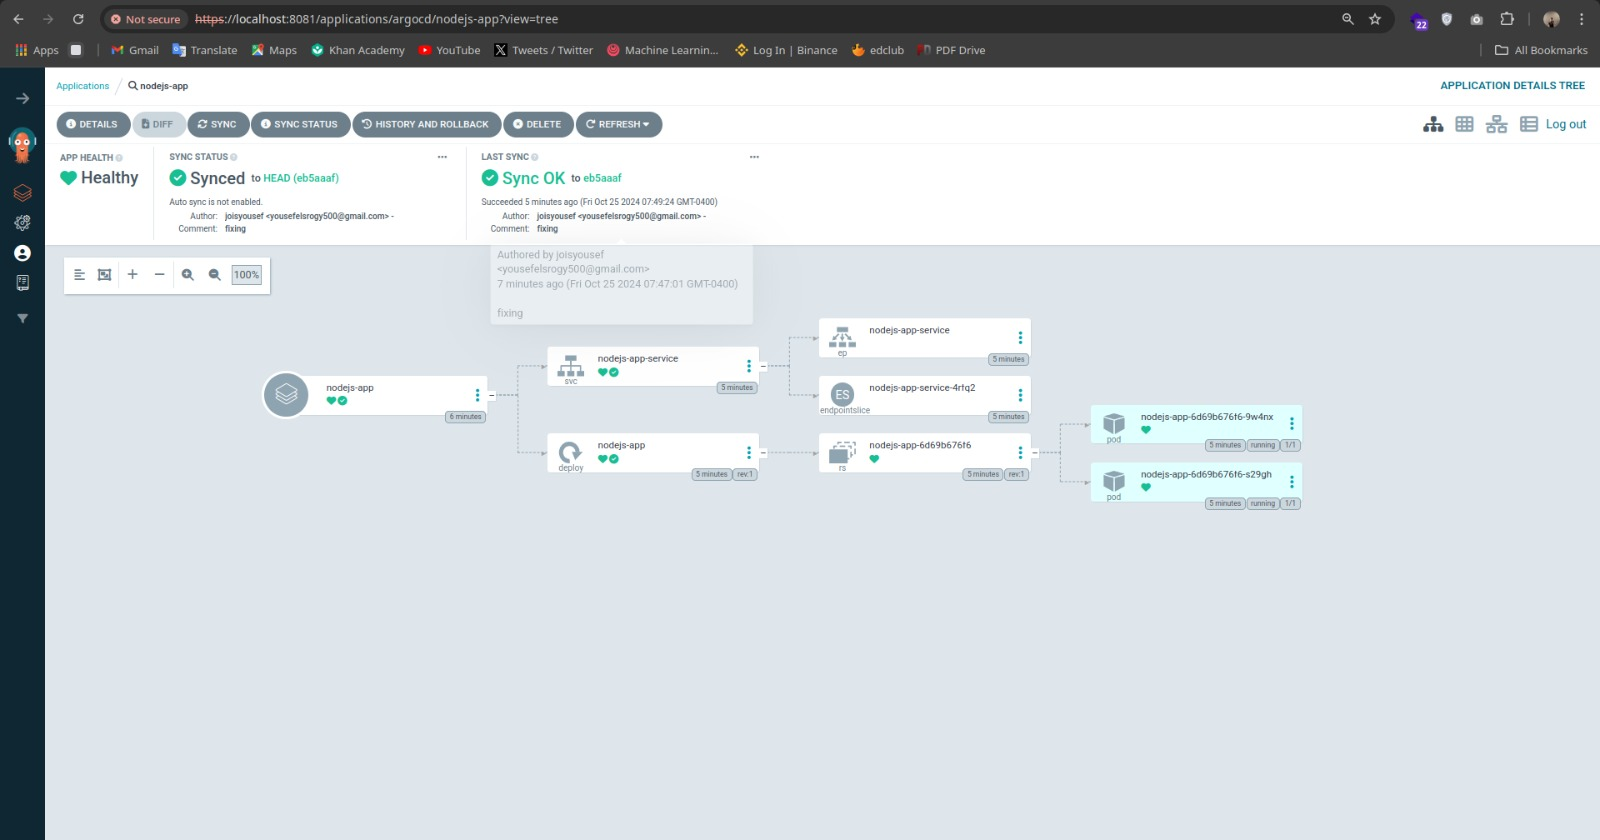 Not secure https://localhost:8081/applications/argocd/nodejs-app?view=tree
22
Apps Gmail Translate Maps Khan Academy YouTube Tweets / Twitter Machine Learnin... Log In | Binance edclub PDF Drive All Bookmarks
Applications / nodejs-app APPLICATION DETAILS TREE
DETAILS DIFF SYNC SYNC STATUS HISTORY AND ROLLBACK DELETE REFRESH Log out
APP HEALTH
Healthy
SYNC STATUS
Synced to HEAD (eb5aaaf)
Auto sync is not enabled.
Author: joisyousef <yousefelsrogy500@gmail.com> -
Comment: fixing
LAST SYNC
Sync OK to eb5aaaf
Succeeded 5 minutes ago (Fri Oct 25 2024 07:49:24 GMT-0400)
Author: joisyousef <yousefelsrogy500@gmail.com> -
Comment: fixing
Authored by joisyousef
<yousefelsrogy500@gmail.com>
7 minutes ago (Fri Oct 25 2024 07:47:01 GMT-0400)
fixing
100%
nodejs-app
6 minutes
nodejs-app-service
svc
5 minutes
nodejs-app
deploy
5 minutes rev:1
nodejs-app-service
ep
5 minutes
nodejs-app-service-4rfq2
ES
endpointslice
5 minutes
nodejs-app-6d69b676f6
rs
5 minutes rev:1
nodejs-app-6d69b676f6-9w4nx
pod
5 minutes running 1/1
nodejs-app-6d69b676f6-s29gh
pod
5 minutes running 1/1